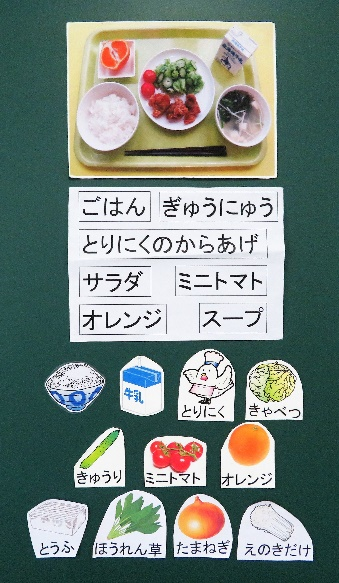 ごはん ぎゅうにゅう
とりにくのからあげ
サラダ ミニトマト
オレンジ スープ
牛乳 とりにく きゃべつ
きゅうり ミニトマト オレンジ
とうふ ほうれん草 たまねぎ えのきだけ